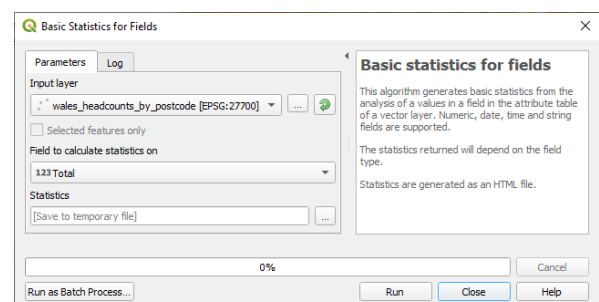 Basic Statistics for Fields
Parameters
Log
Input layer
wales_headcounts_by_postcode [EPSG:27700]
...
Selected features only
Field to calculate statistics on
123 Total
Statistics
[Save to temporary file]
...
Basic statistics for fields
This algorithm generates basic statistics from the
analysis of a values in a field in the attribute table
of a vector layer. Numeric, date, time and string
fields are supported.
The statistics returned will depend on the field
type.
Statistics are generated as an HTML file.
0%
Cancel
Run as Batch Process...
Run
Close
Help